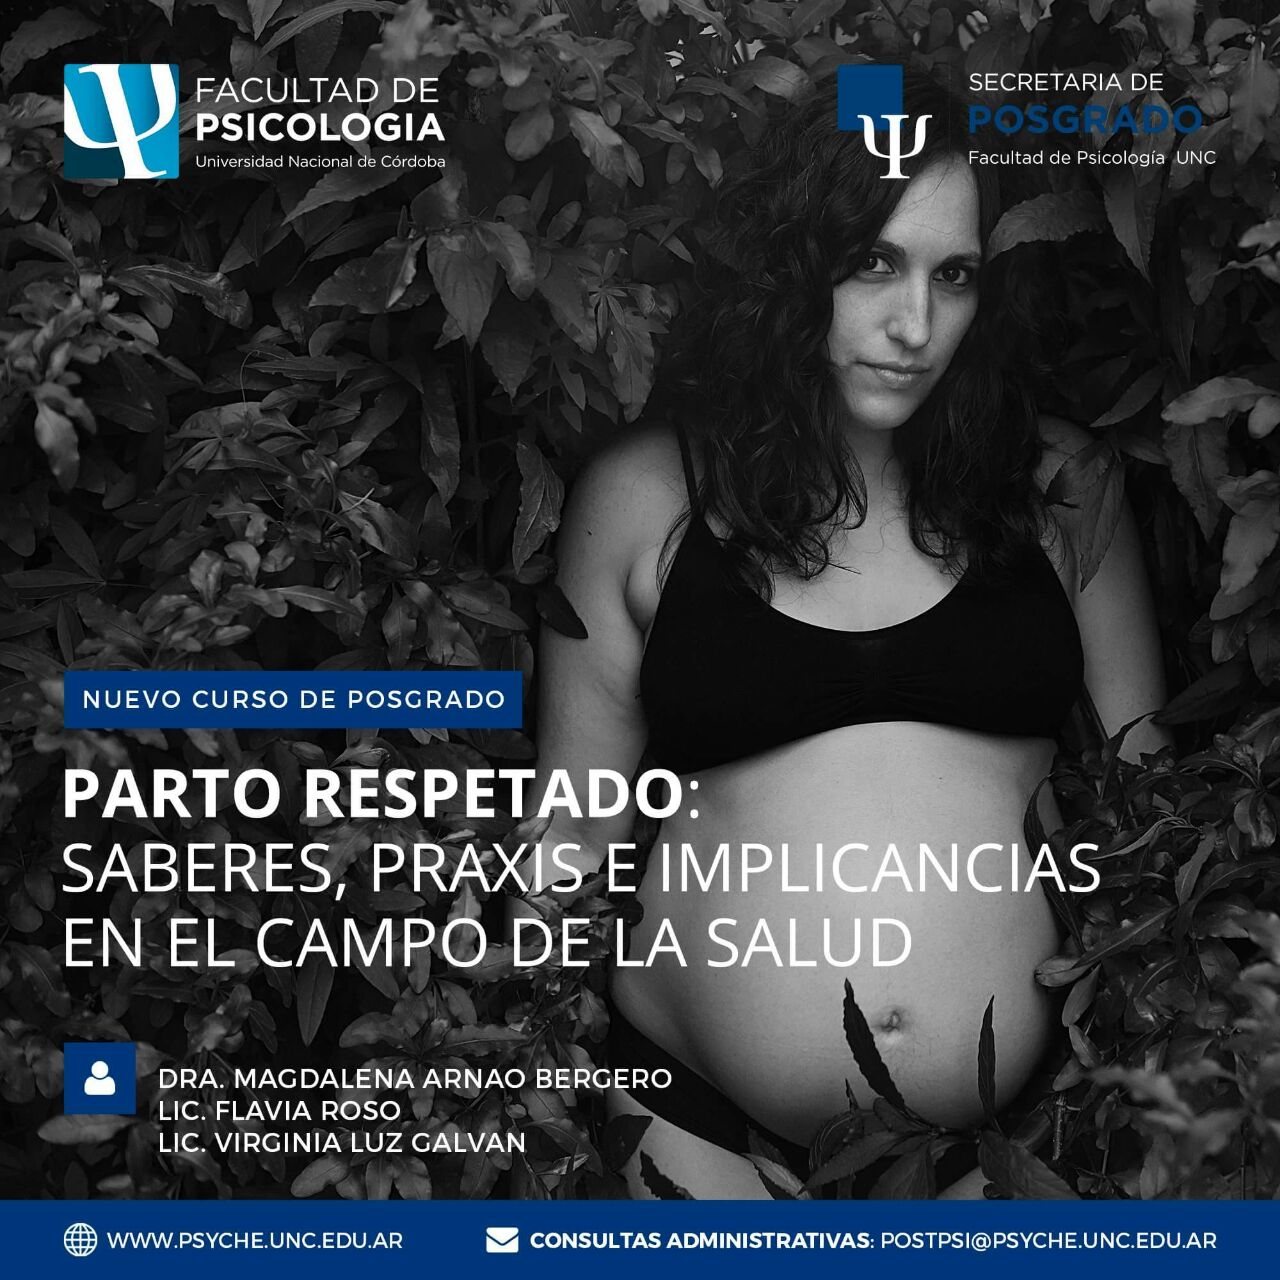 FACULTAD DE
PSICOLOGIA
Universidad Nacional de Córdoba
SECRETARIA DE
POSGRADO
Facultad de Psicología UNC
NUEVO CURSO DE POSGRADO
PARTO RESPETADO:
SABERES, PRAXIS E IMPLICANCIAS
EN EL CAMPO DE LA SALUD
DRA. MAGDALENA ARNAO BERGERO
LIC. FLAVIA ROSO
LIC. VIRGINIA LUZ GALVAN
WWW.PSYCHE.UNC.EDU.AR
CONSULTAS ADMINISTRATIVAS: POSTPSI@PSYCHE.UNC.EDU.AR